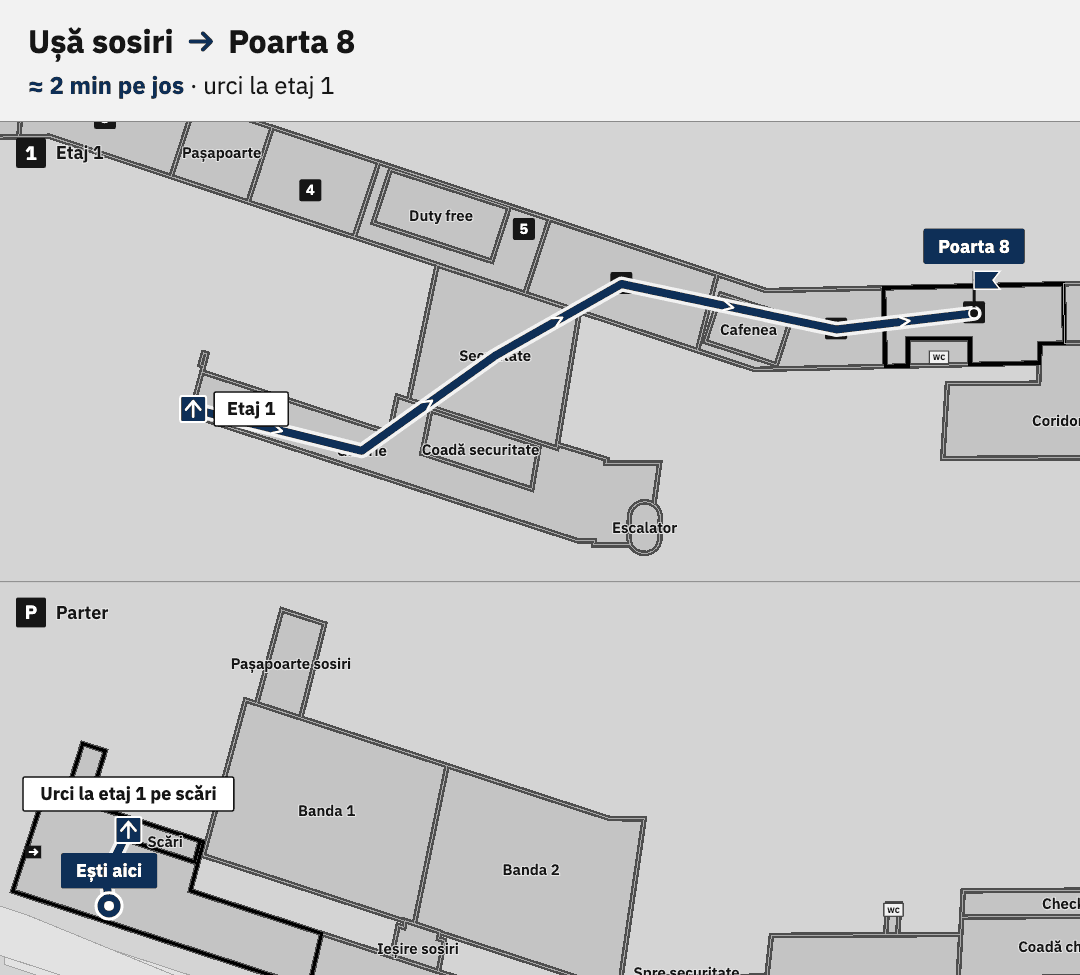 Ușă sosiri → Poarta 8
≈ 2 min pe jos · urci la etaj 1
1 Etaj 1
Pașapoarte
4
Duty free
5
Poarta 8
Cafenea
wc
Etaj 1
Coadă securitate
Escalator
P Parter
Pașapoarte sosiri
Urci la etaj 1 pe scări
Banda 1
Scări
Ești aici
Banda 2
wc
Ieșire sosiri
Spre securitate